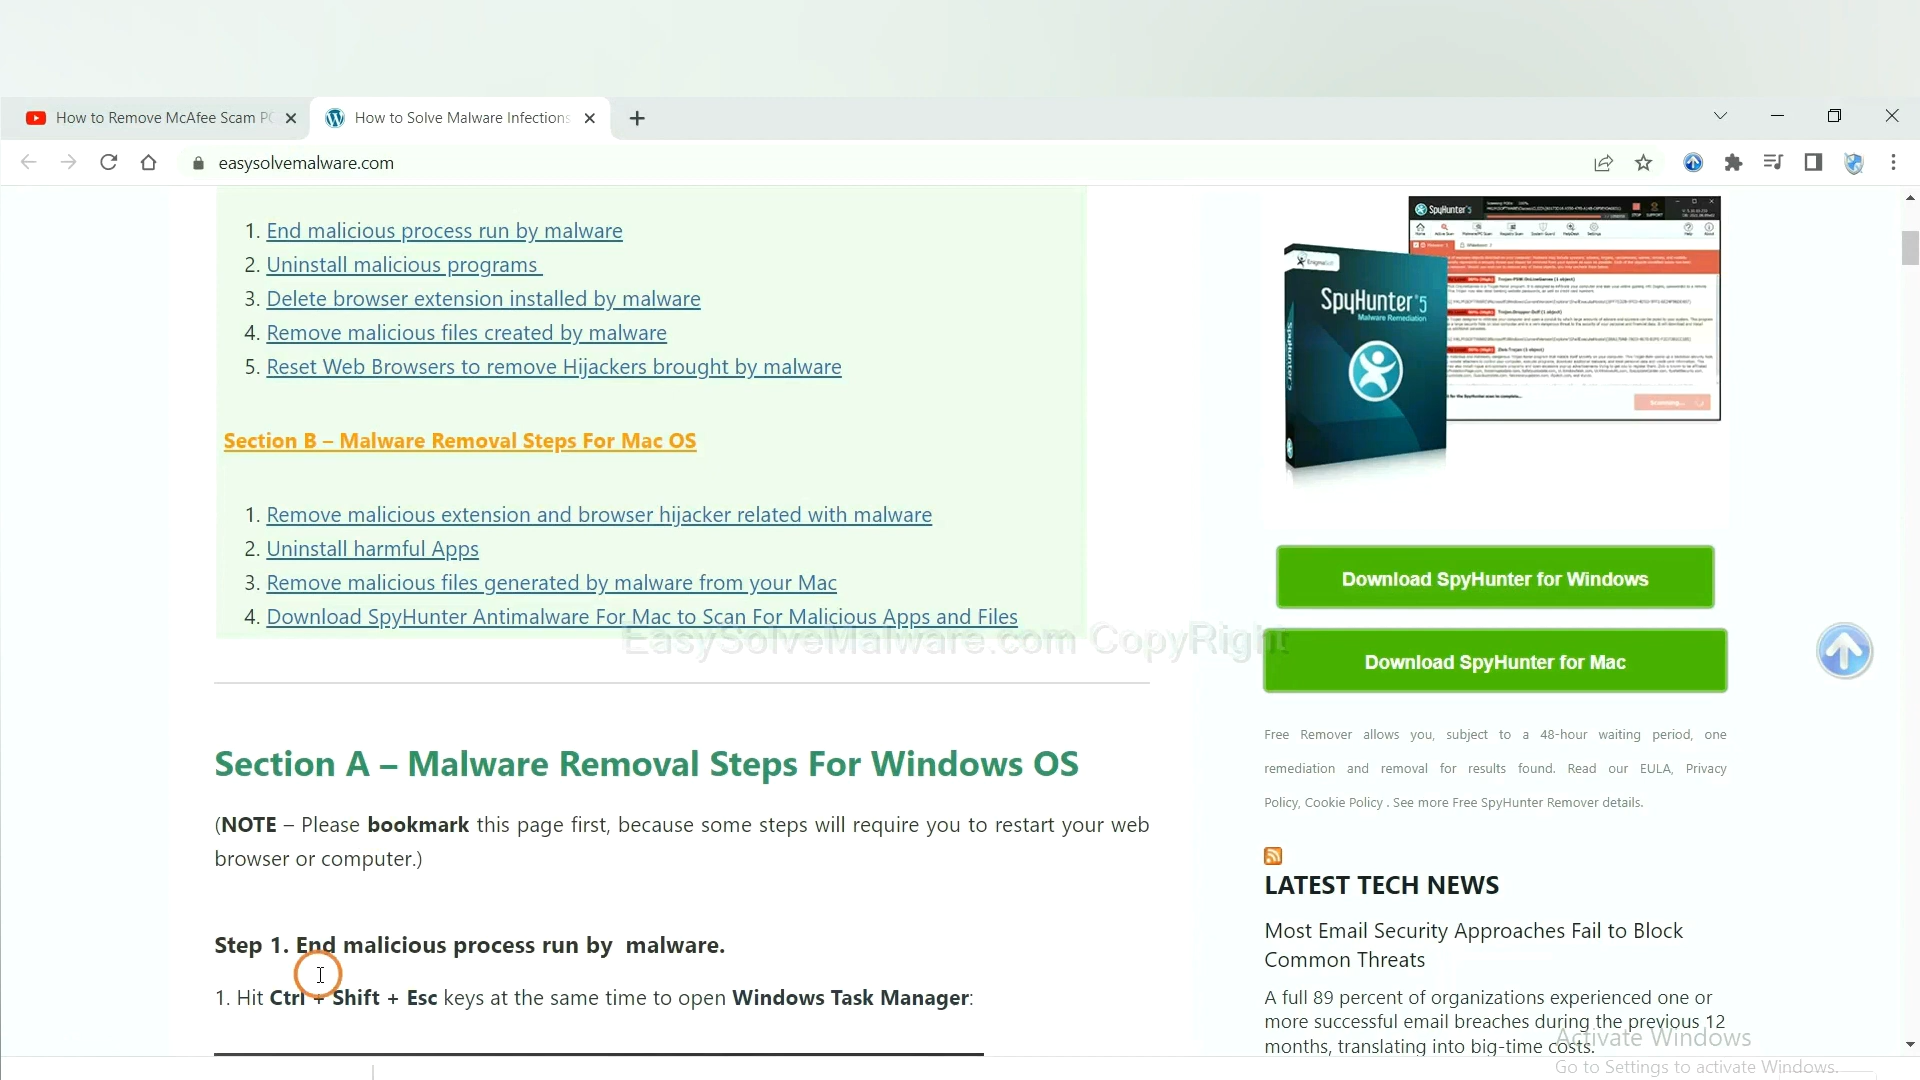 How to Remove McAfee Scam PC
How to Solve Malware Infections
easysolvemalware.com
1. End malicious process run by malware
2. Uninstall malicious programs
3. Delete browser extension installed by malware
4. Remove malicious files created by malware
5. Reset Web Browsers to remove Hijackers brought by malware
Section B – Malware Removal Steps For Mac OS
1. Remove malicious extension and browser hijacker related with malware
2. Uninstall harmful Apps
3. Remove malicious files generated by malware from your Mac
4. Download SpyHunter Antimalware For Mac to Scan For Malicious Apps and Files
EasySolveMalware.com CopyRight
Section A – Malware Removal Steps For Windows OS
(NOTE – Please bookmark this page first, because some steps will require you to restart your web
browser or computer.)
Step 1. End malicious process run by malware.
1. Hit Ctrl + Shift + Esc keys at the same time to open Windows Task Manager:
SpyHunter 5
EnigmaSoft
SpyHunter 5
Malware Remediation
Download SpyHunter for Windows
Download SpyHunter for Mac
Free Remover allows you, subject to a 48-hour waiting period, one
remediation and removal for results found. Read our EULA, Privacy
Policy, Cookie Policy . See more Free SpyHunter Remover details.
LATEST TECH NEWS
Most Email Security Approaches Fail to Block
Common Threats
A full 89 percent of organizations experienced one or
more successful email breaches during the previous 12
months, translating into big-time costs.
Activate Windows
Go to Settings to activate Windows.